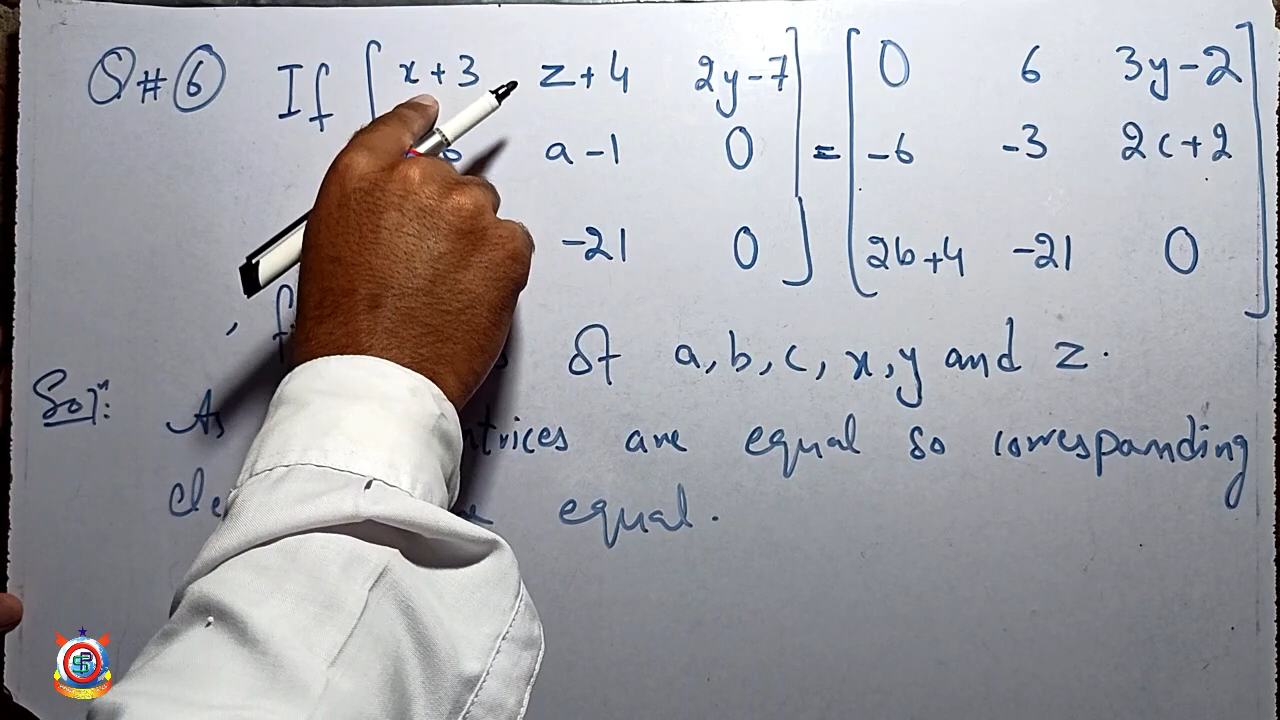 Q # 6 If [ x+3 z+4 2y-7 ] [ 0 6 3y-2 ]
a-1 0 = -6 -3 2c+2
-21 0 2b+4 -21 0
of a, b, c, x, y and z.
Sol: As are equal so corresponding
equal.